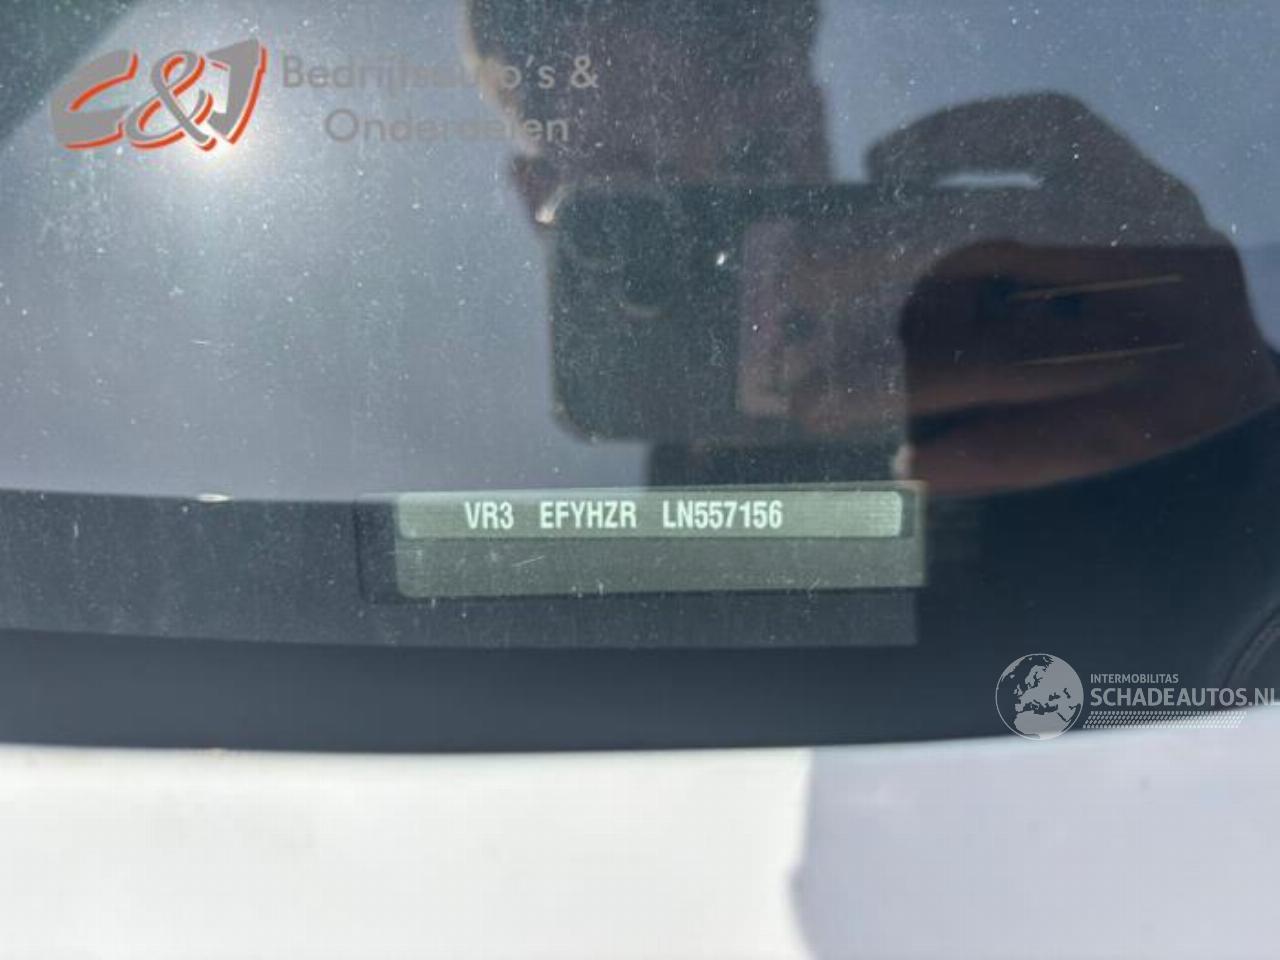 C&J Bedrijfsauto's &
Onderdelen
VR3 EFYHZR LN557156
INTERMOBILITAS
SCHADEAUTOS.NL